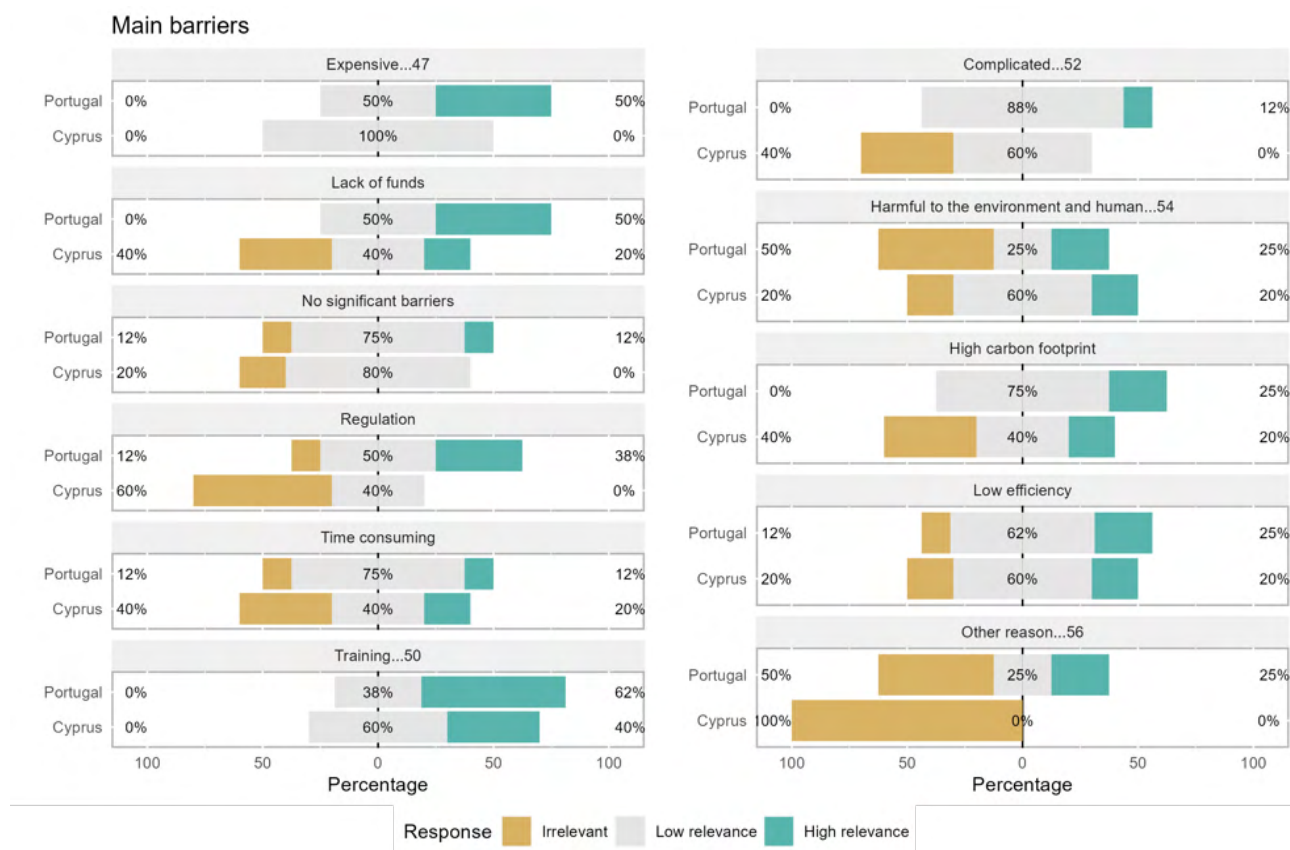 Main barriers
Expensive...47
Portugal 0% 50% 50%
Cyprus 0% 100% 0%
Lack of funds
Portugal 0% 50% 50%
Cyprus 40% 40% 20%
No significant barriers
Portugal 12% 75% 12%
Cyprus 20% 80% 0%
Regulation
Portugal 12% 50% 38%
Cyprus 60% 40% 0%
Time consuming
Portugal 12% 75% 12%
Cyprus 40% 40% 20%
Training...50
Portugal 0% 38% 62%
Cyprus 0% 60% 40%
100 50 0 50 100
Percentage
Complicated...52
Portugal 0% 88% 12%
Cyprus 40% 60% 0%
Harmful to the environment and human...54
Portugal 50% 25% 25%
Cyprus 20% 60% 20%
High carbon footprint
Portugal 0% 75% 25%
Cyprus 40% 40% 20%
Low efficiency
Portugal 12% 62% 25%
Cyprus 20% 60% 20%
Other reason...56
Portugal 50% 25% 25%
Cyprus 100% 0% 0%
100 50 0 50 100
Percentage
Response Irrelevant Low relevance High relevance